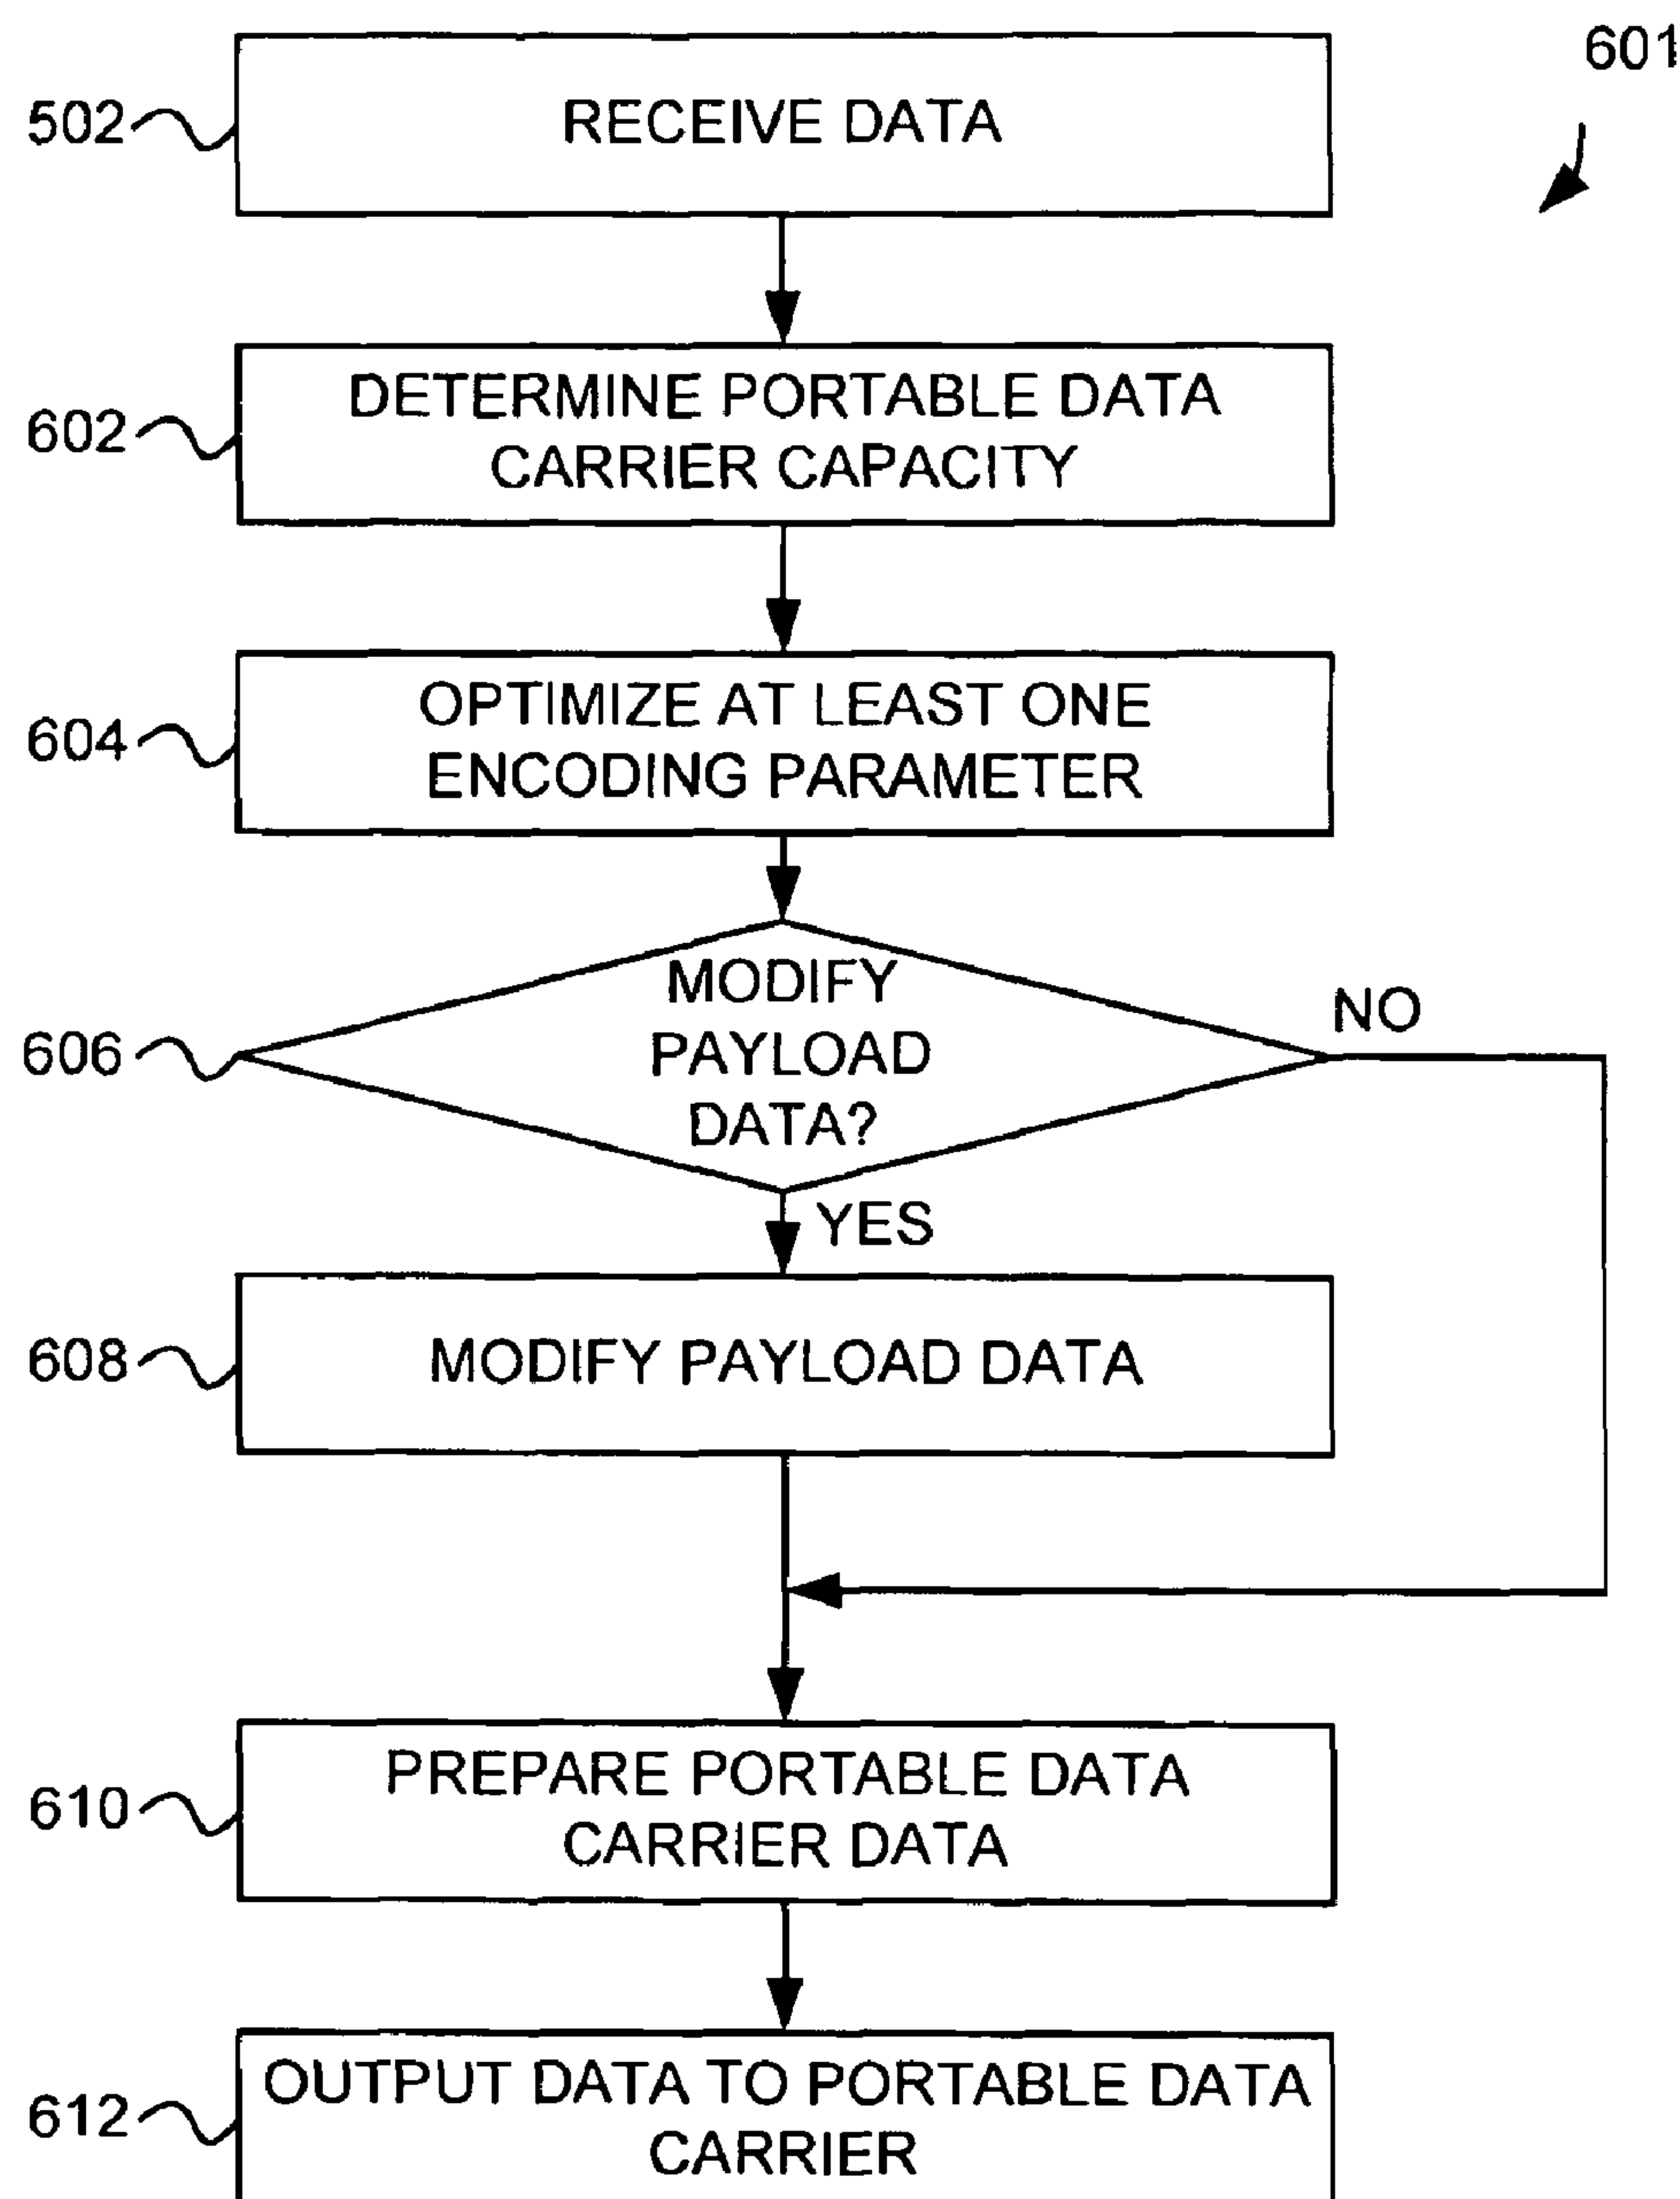 601
502
RECEIVE DATA
602
DETERMINE PORTABLE DATA
CARRIER CAPACITY
604
OPTIMIZE AT LEAST ONE
ENCODING PARAMETER
606
MODIFY
PAYLOAD
DATA?
NO
YES
608
MODIFY PAYLOAD DATA
610
PREPARE PORTABLE DATA
CARRIER DATA
612
OUTPUT DATA TO PORTABLE DATA
CARRIER